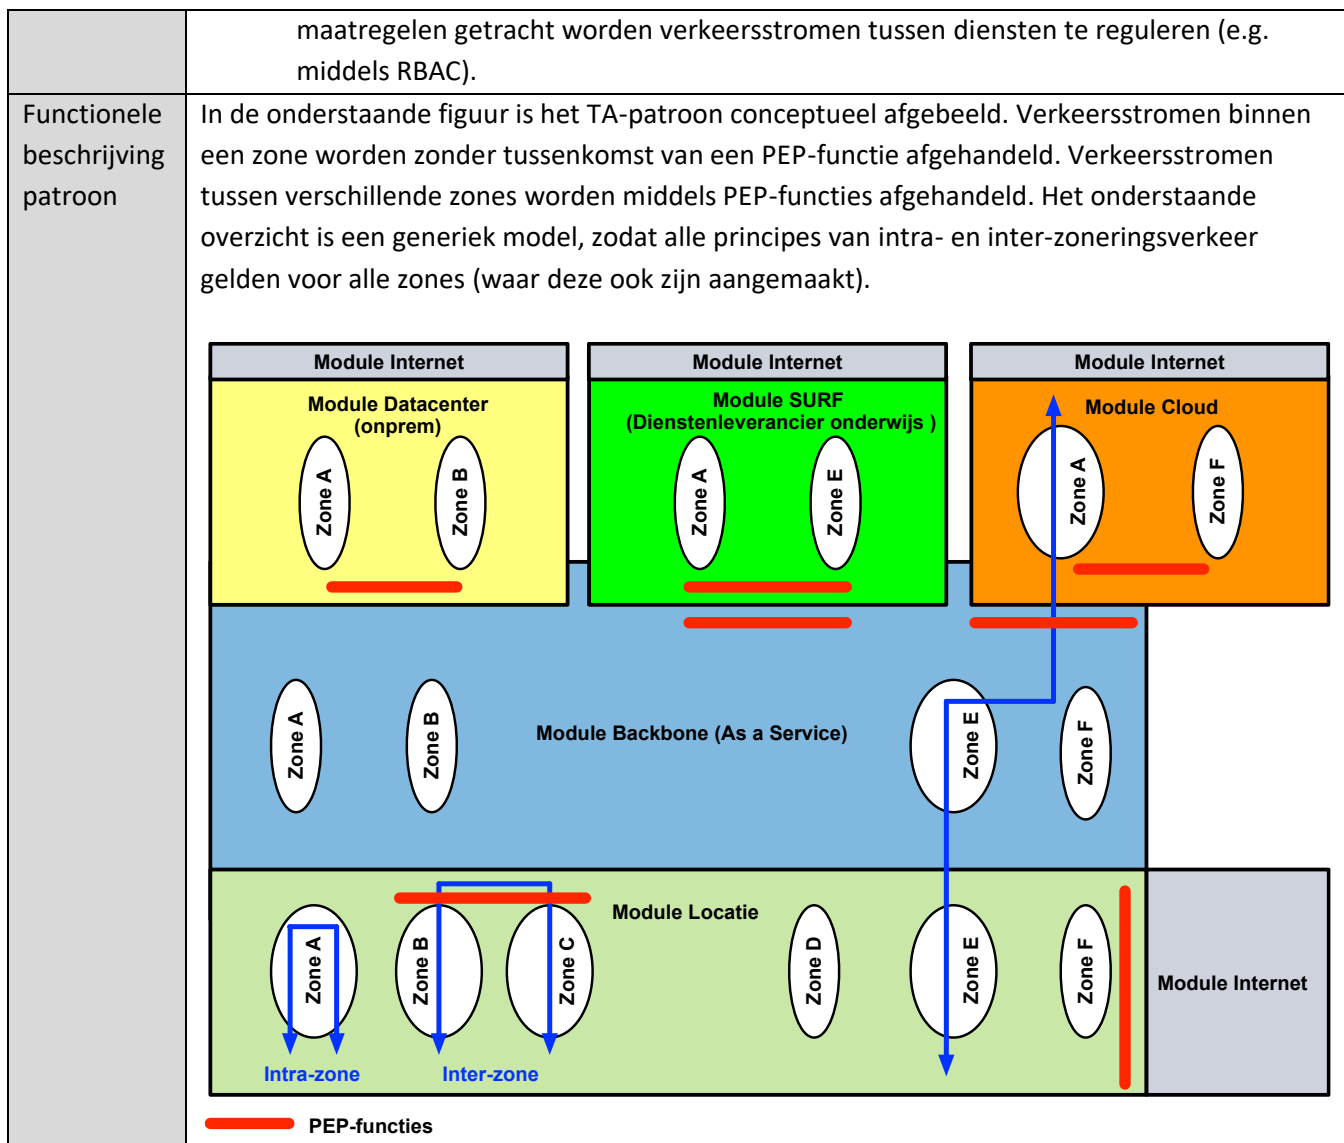 maatregelen getracht worden verkeersstromen tussen diensten te reguleren (e.g.
middels RBAC).
Functionele
beschrijving
patroon
In de onderstaande figuur is het TA-patroon conceptueel afgebeeld. Verkeersstromen binnen
een zone worden zonder tussenkomst van een PEP-functie afgehandeld. Verkeersstromen
tussen verschillende zones worden middels PEP-functies afgehandeld. Het onderstaande
overzicht is een generiek model, zodat alle principes van intra- en inter-zoneringsverkeer
gelden voor alle zones (waar deze ook zijn aangemaakt).
Module Internet
Module Datacenter
(onprem)
Zone A
Zone B
Module Internet
Module SURF
(Dienstenleverancier onderwijs )
Zone A
Zone E
Module Internet
Module Cloud
Zone A
Zone F
Zone A
Zone B
Module Backbone (As a Service)
Zone E
Zone F
Module Locatie
Zone A
Zone B
Zone C
Zone D
Zone E
Zone F
Module Internet
Intra-zone
Inter-zone
PEP-functies